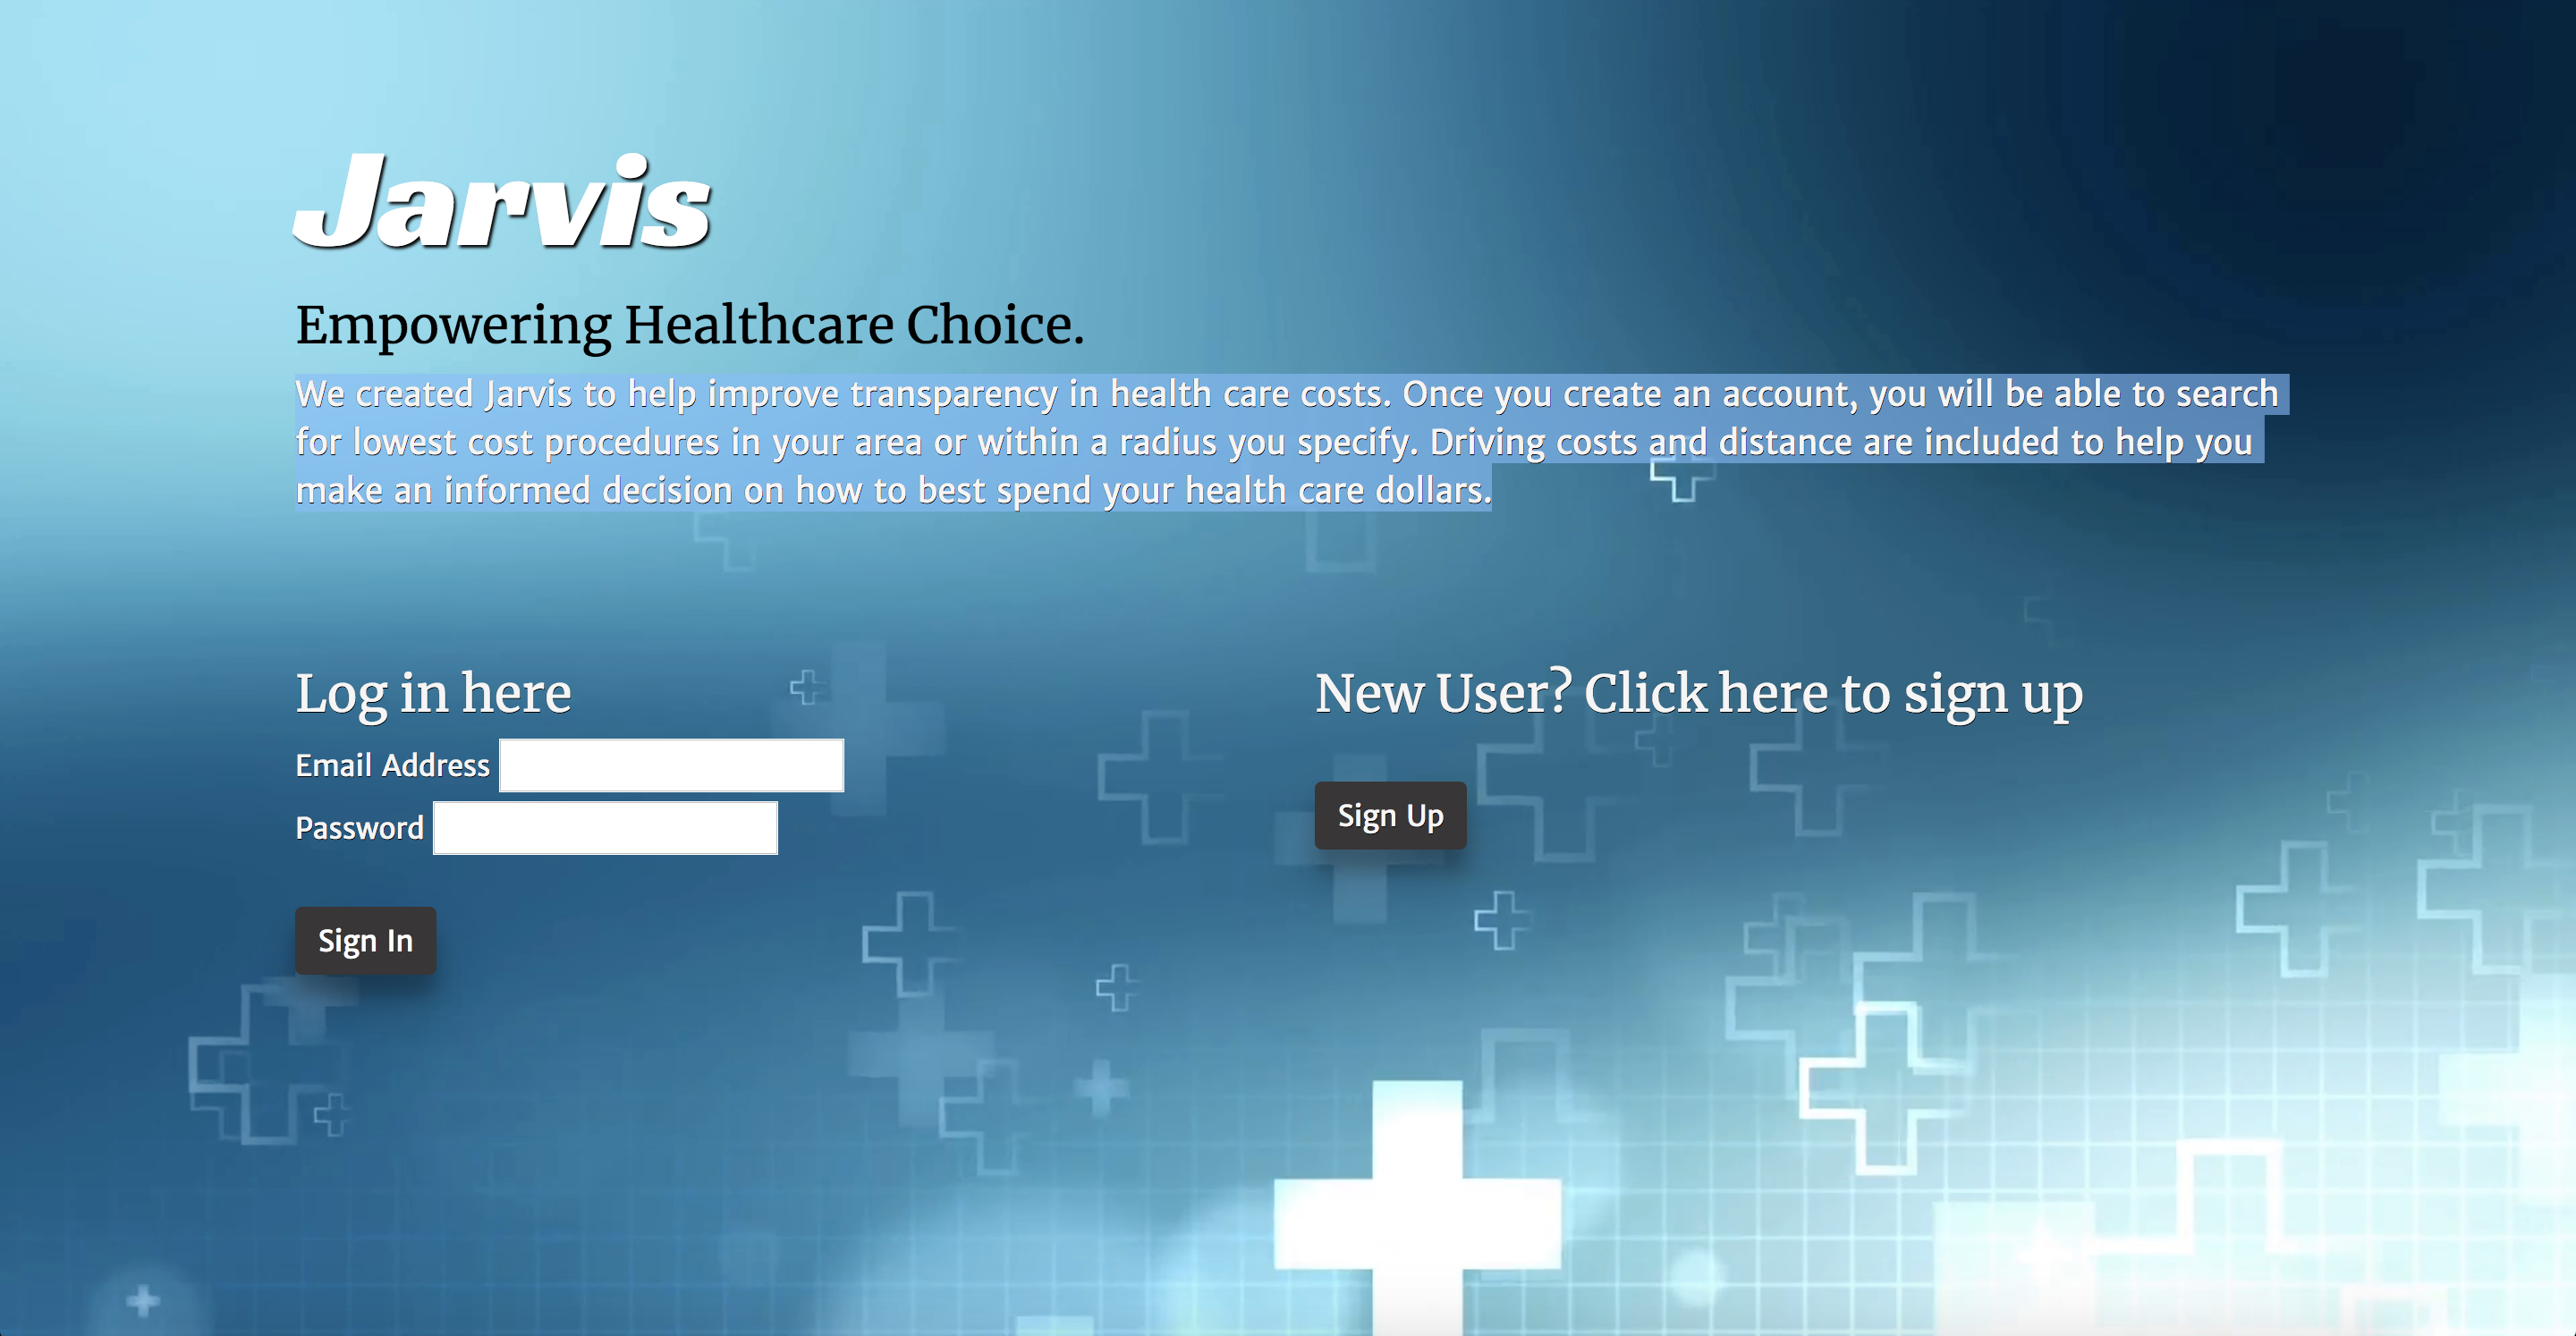 Jarvis
Empowering Healthcare Choice.
We created Jarvis to help improve transparency in health care costs. Once you create an account, you will be able to search
for lowest cost procedures in your area or within a radius you specify. Driving costs and distance are included to help you
make an informed decision on how to best spend your health care dollars.
Log in here
Email Address
Password
Sign In
New User? Click here to sign up
Sign Up